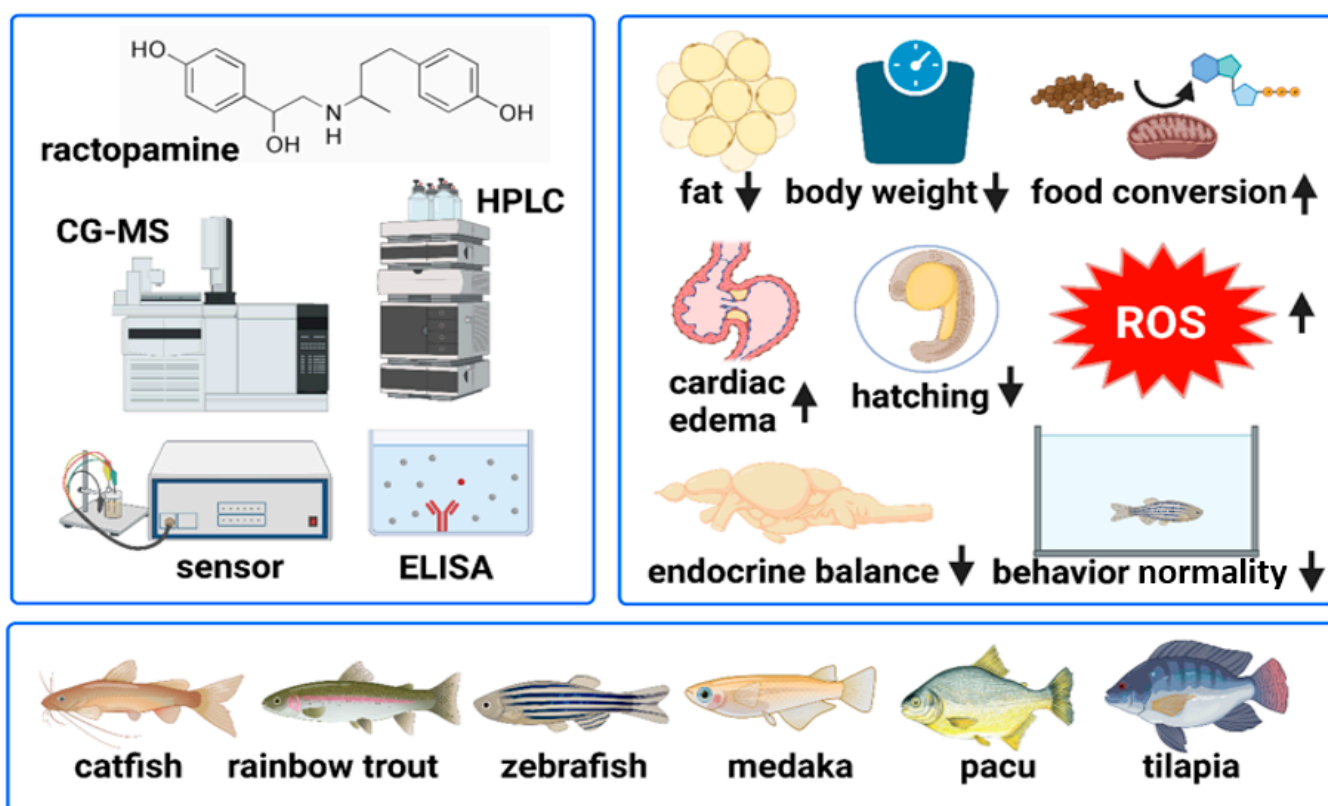 HO
OH
N
H
OH
ractopamine
CG-MS
HPLC
sensor
ELISA
fat
body weight
food conversion
cardiac
edema
hatching
ROS
endocrine balance
behavior normality
catfish
rainbow trout
zebrafish
medaka
pacu
tilapia